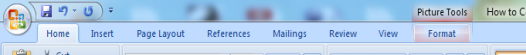 Picture Tools How to C
Home Insert Page Layout References Mailings Review View Format
Cut